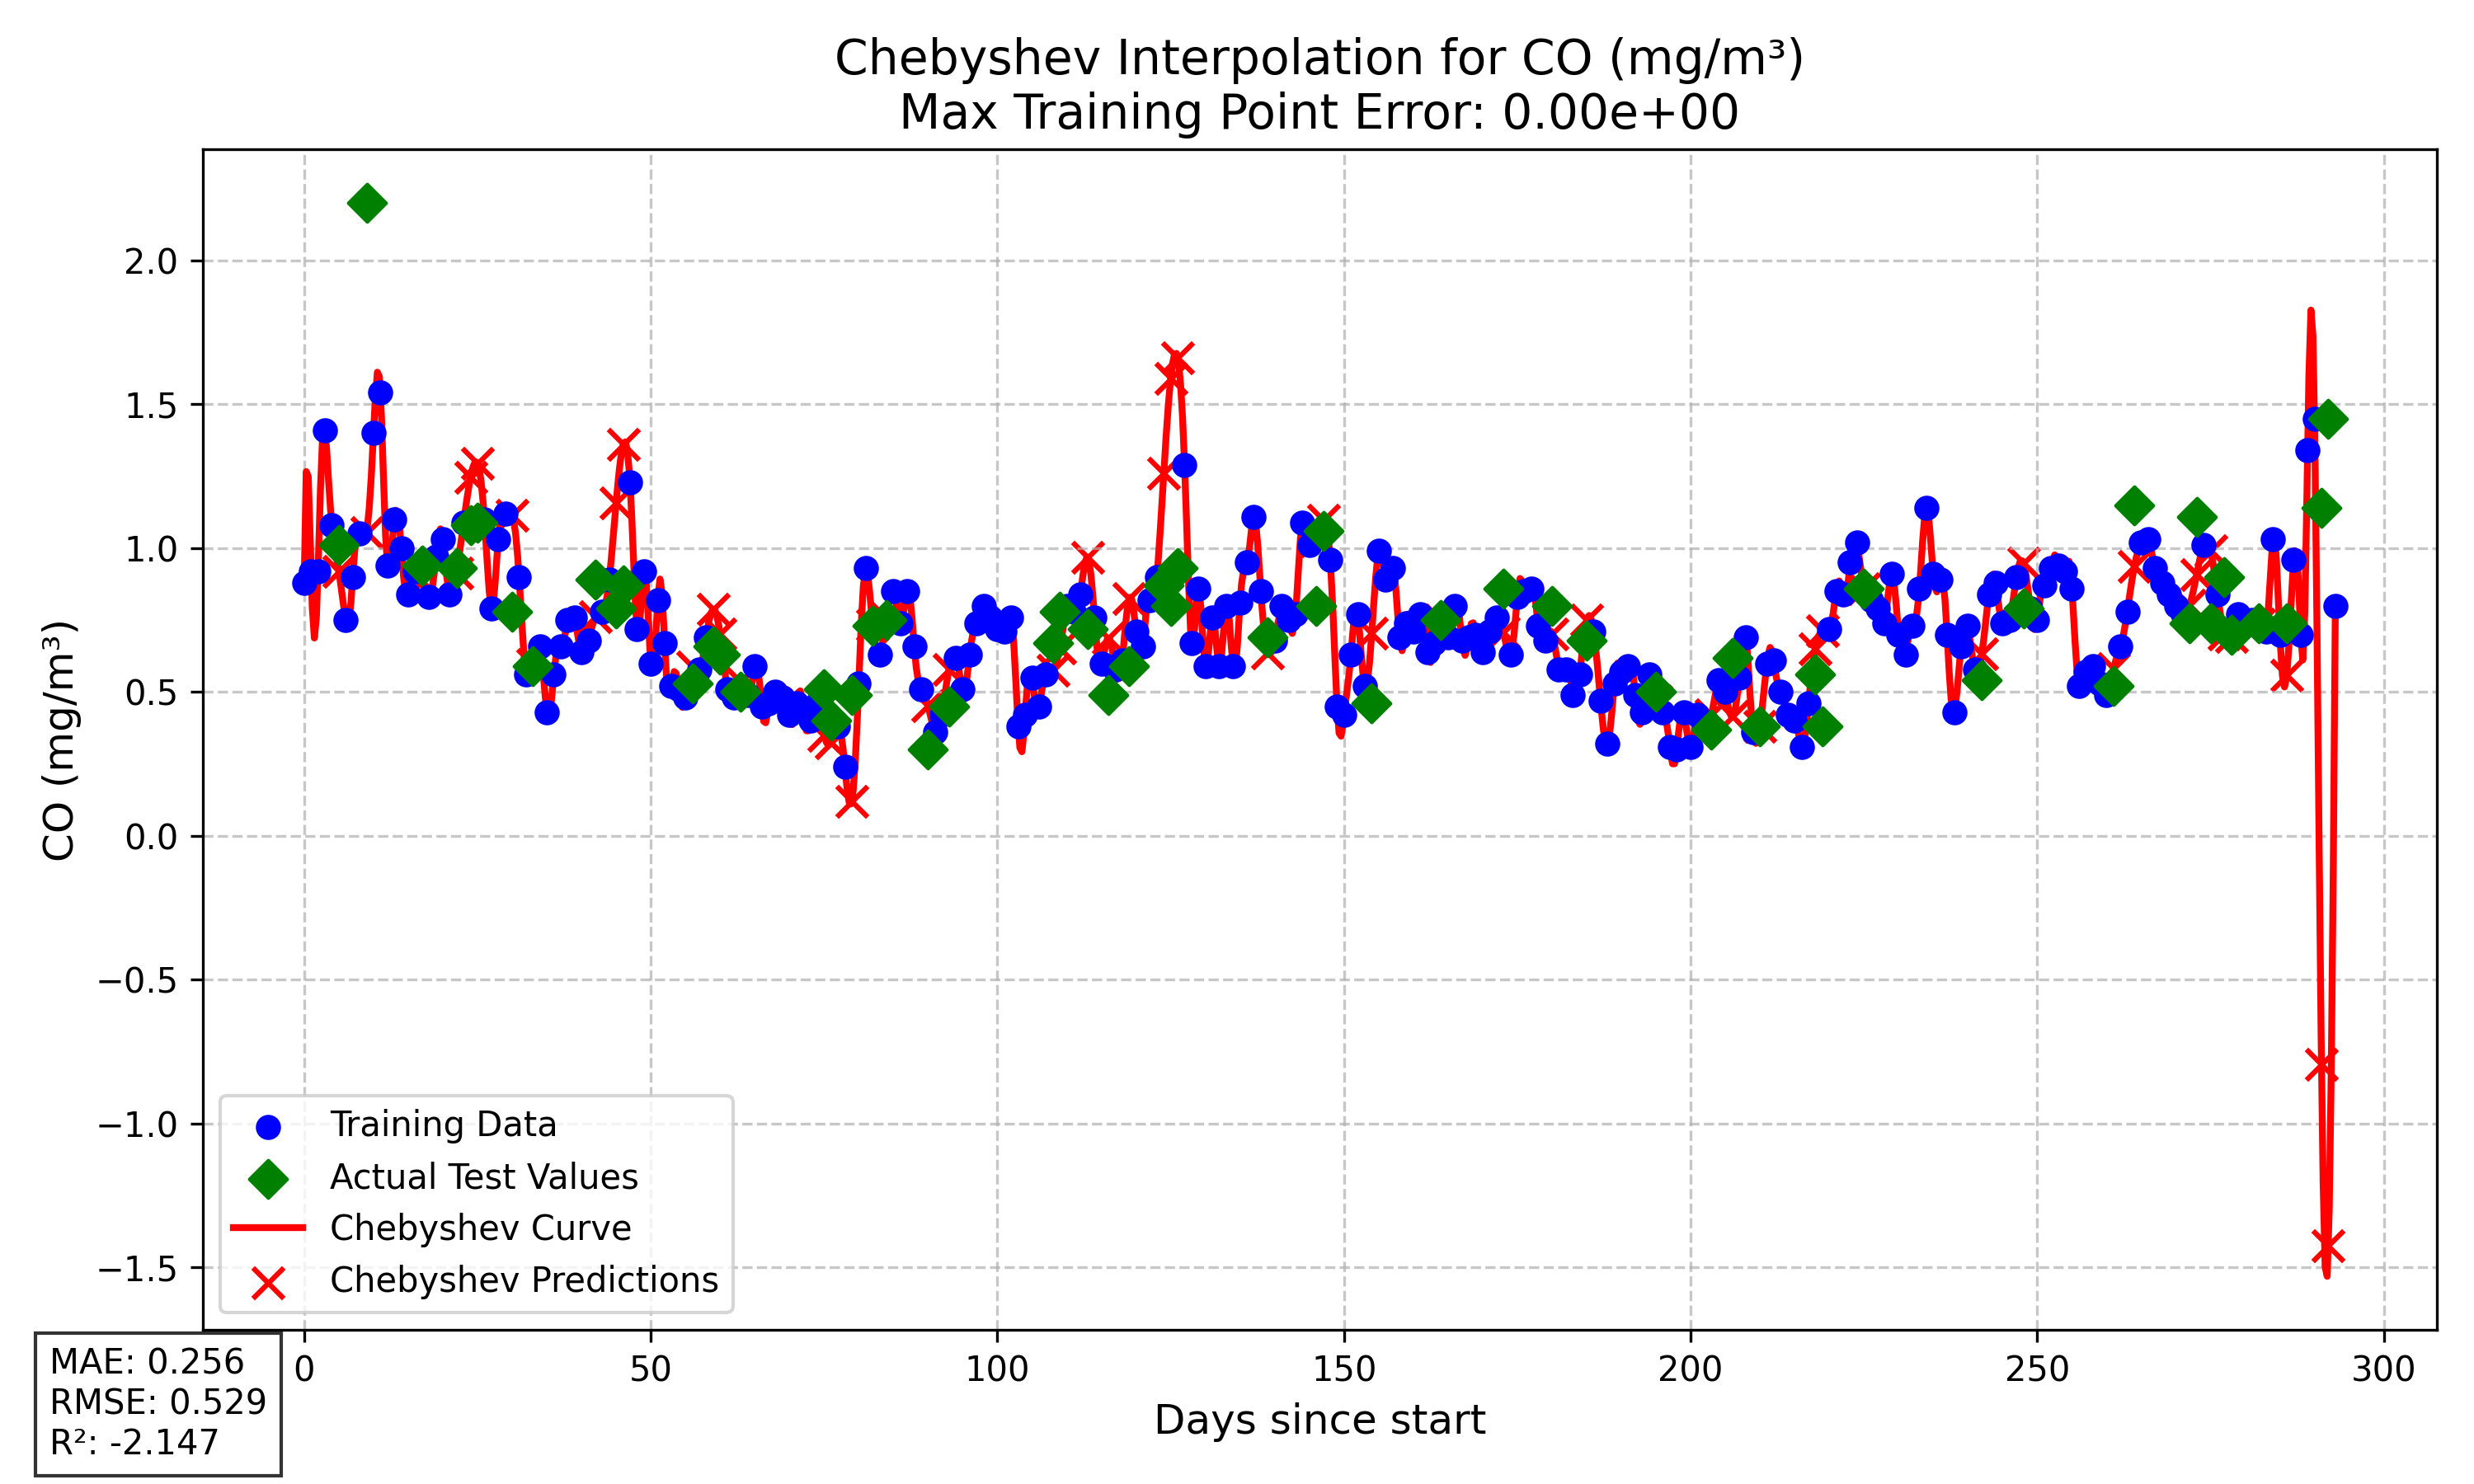 Chebyshev Interpolation for CO (mg/m³)
Max Training Point Error: 0.00e+00
CO (mg/m³)
2.0
1.5
1.0
0.5
0.0
−0.5
−1.0
−1.5
Training Data
Actual Test Values
Chebyshev Curve
Chebyshev Predictions
0 50 100 150 200 250 300
Days since start
MAE: 0.256
RMSE: 0.529
R²: -2.147